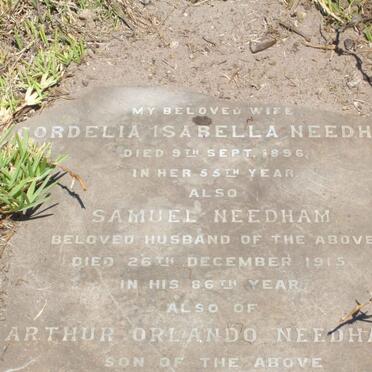 MY BELOVED WIFE
CORDELIA ISABELLA NEEDH
DIED 9TH SEPT. 1896,
IN HER 55TH YEAR.
ALSO
SAMUEL NEEDHAM
BELOVED HUSBAND OF THE ABOVE
DIED 26TH DECEMBER 1915,
IN HIS 86TH YEAR.
ALSO OF
ARTHUR ORLANDO NEEDHA
SON OF THE ABOVE